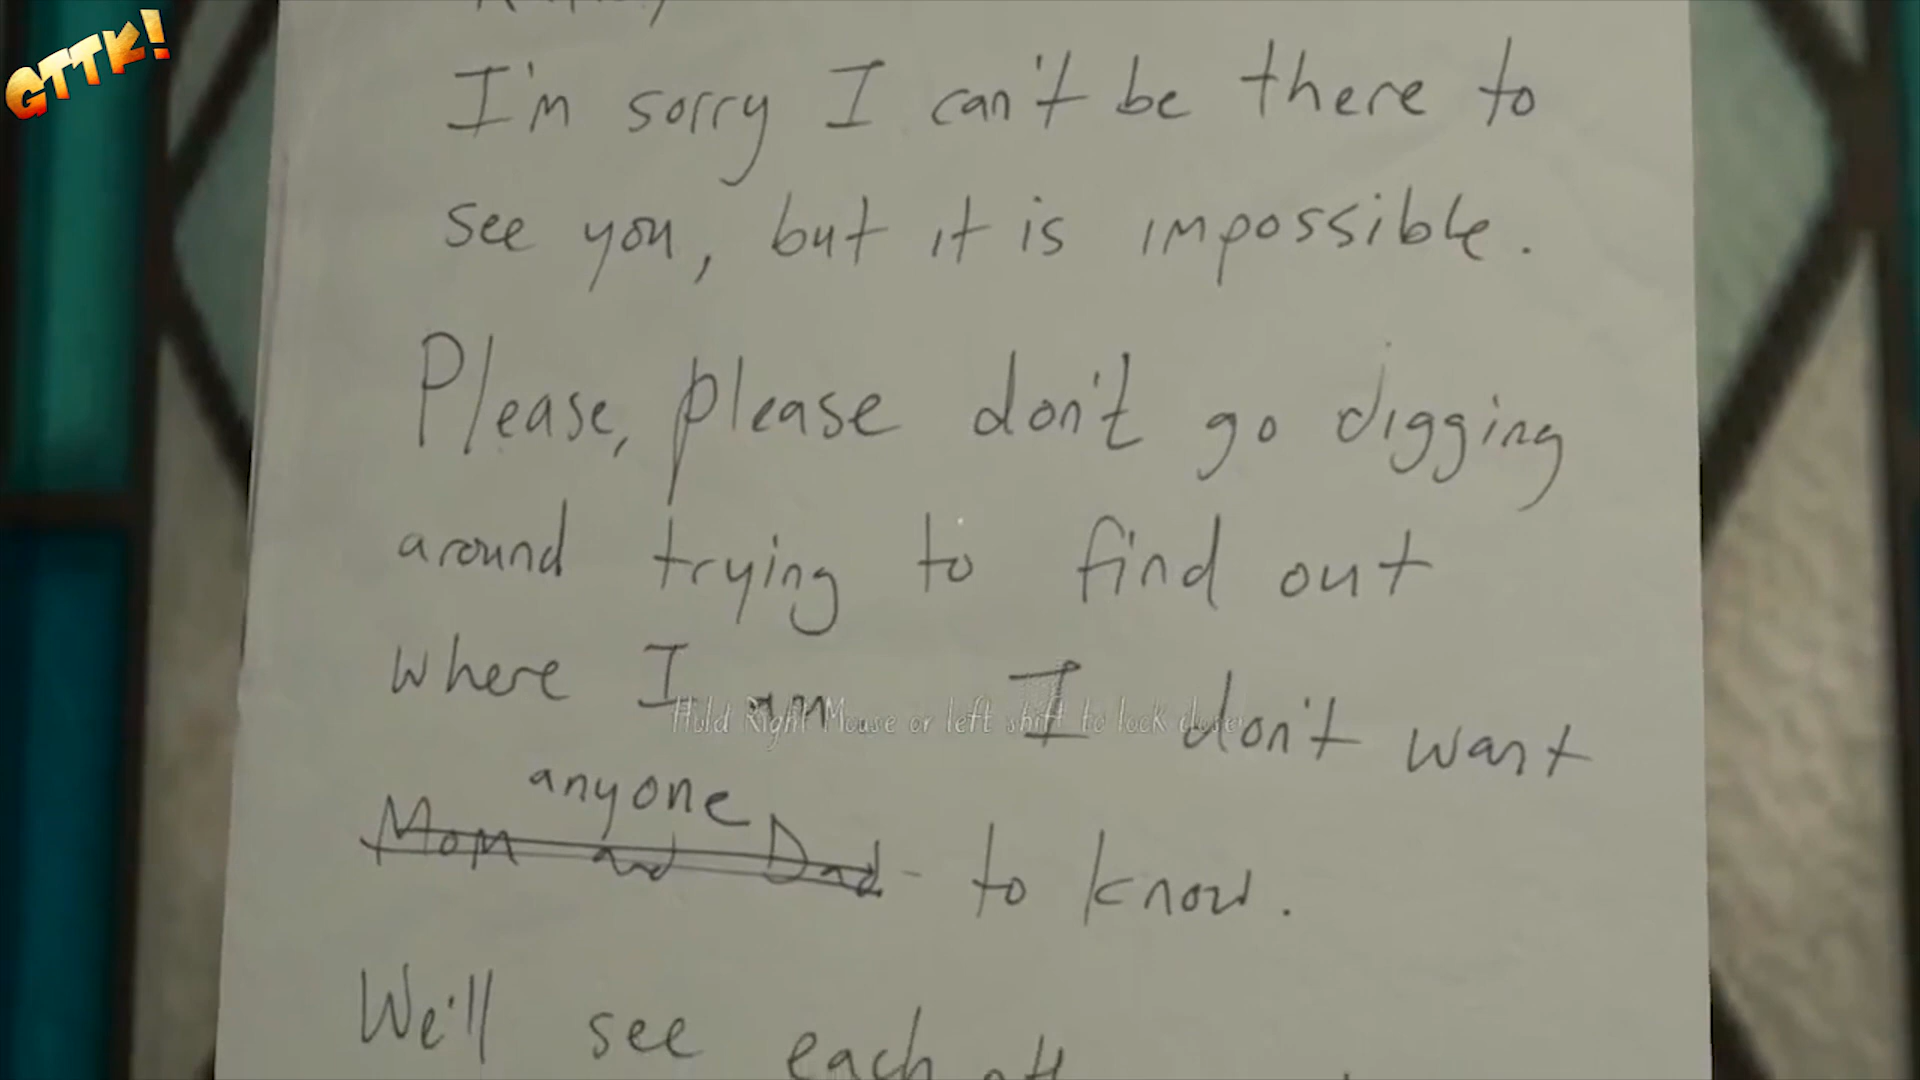 GTTK!
I'm sorry I can't be there to
see you, but it is impossible.
Please, please don't go digging
around trying to find out
where I am. I don't want
Hold Right Mouse or left shift to look closer
anyone
Mom and Dad - to know.
We'll see each